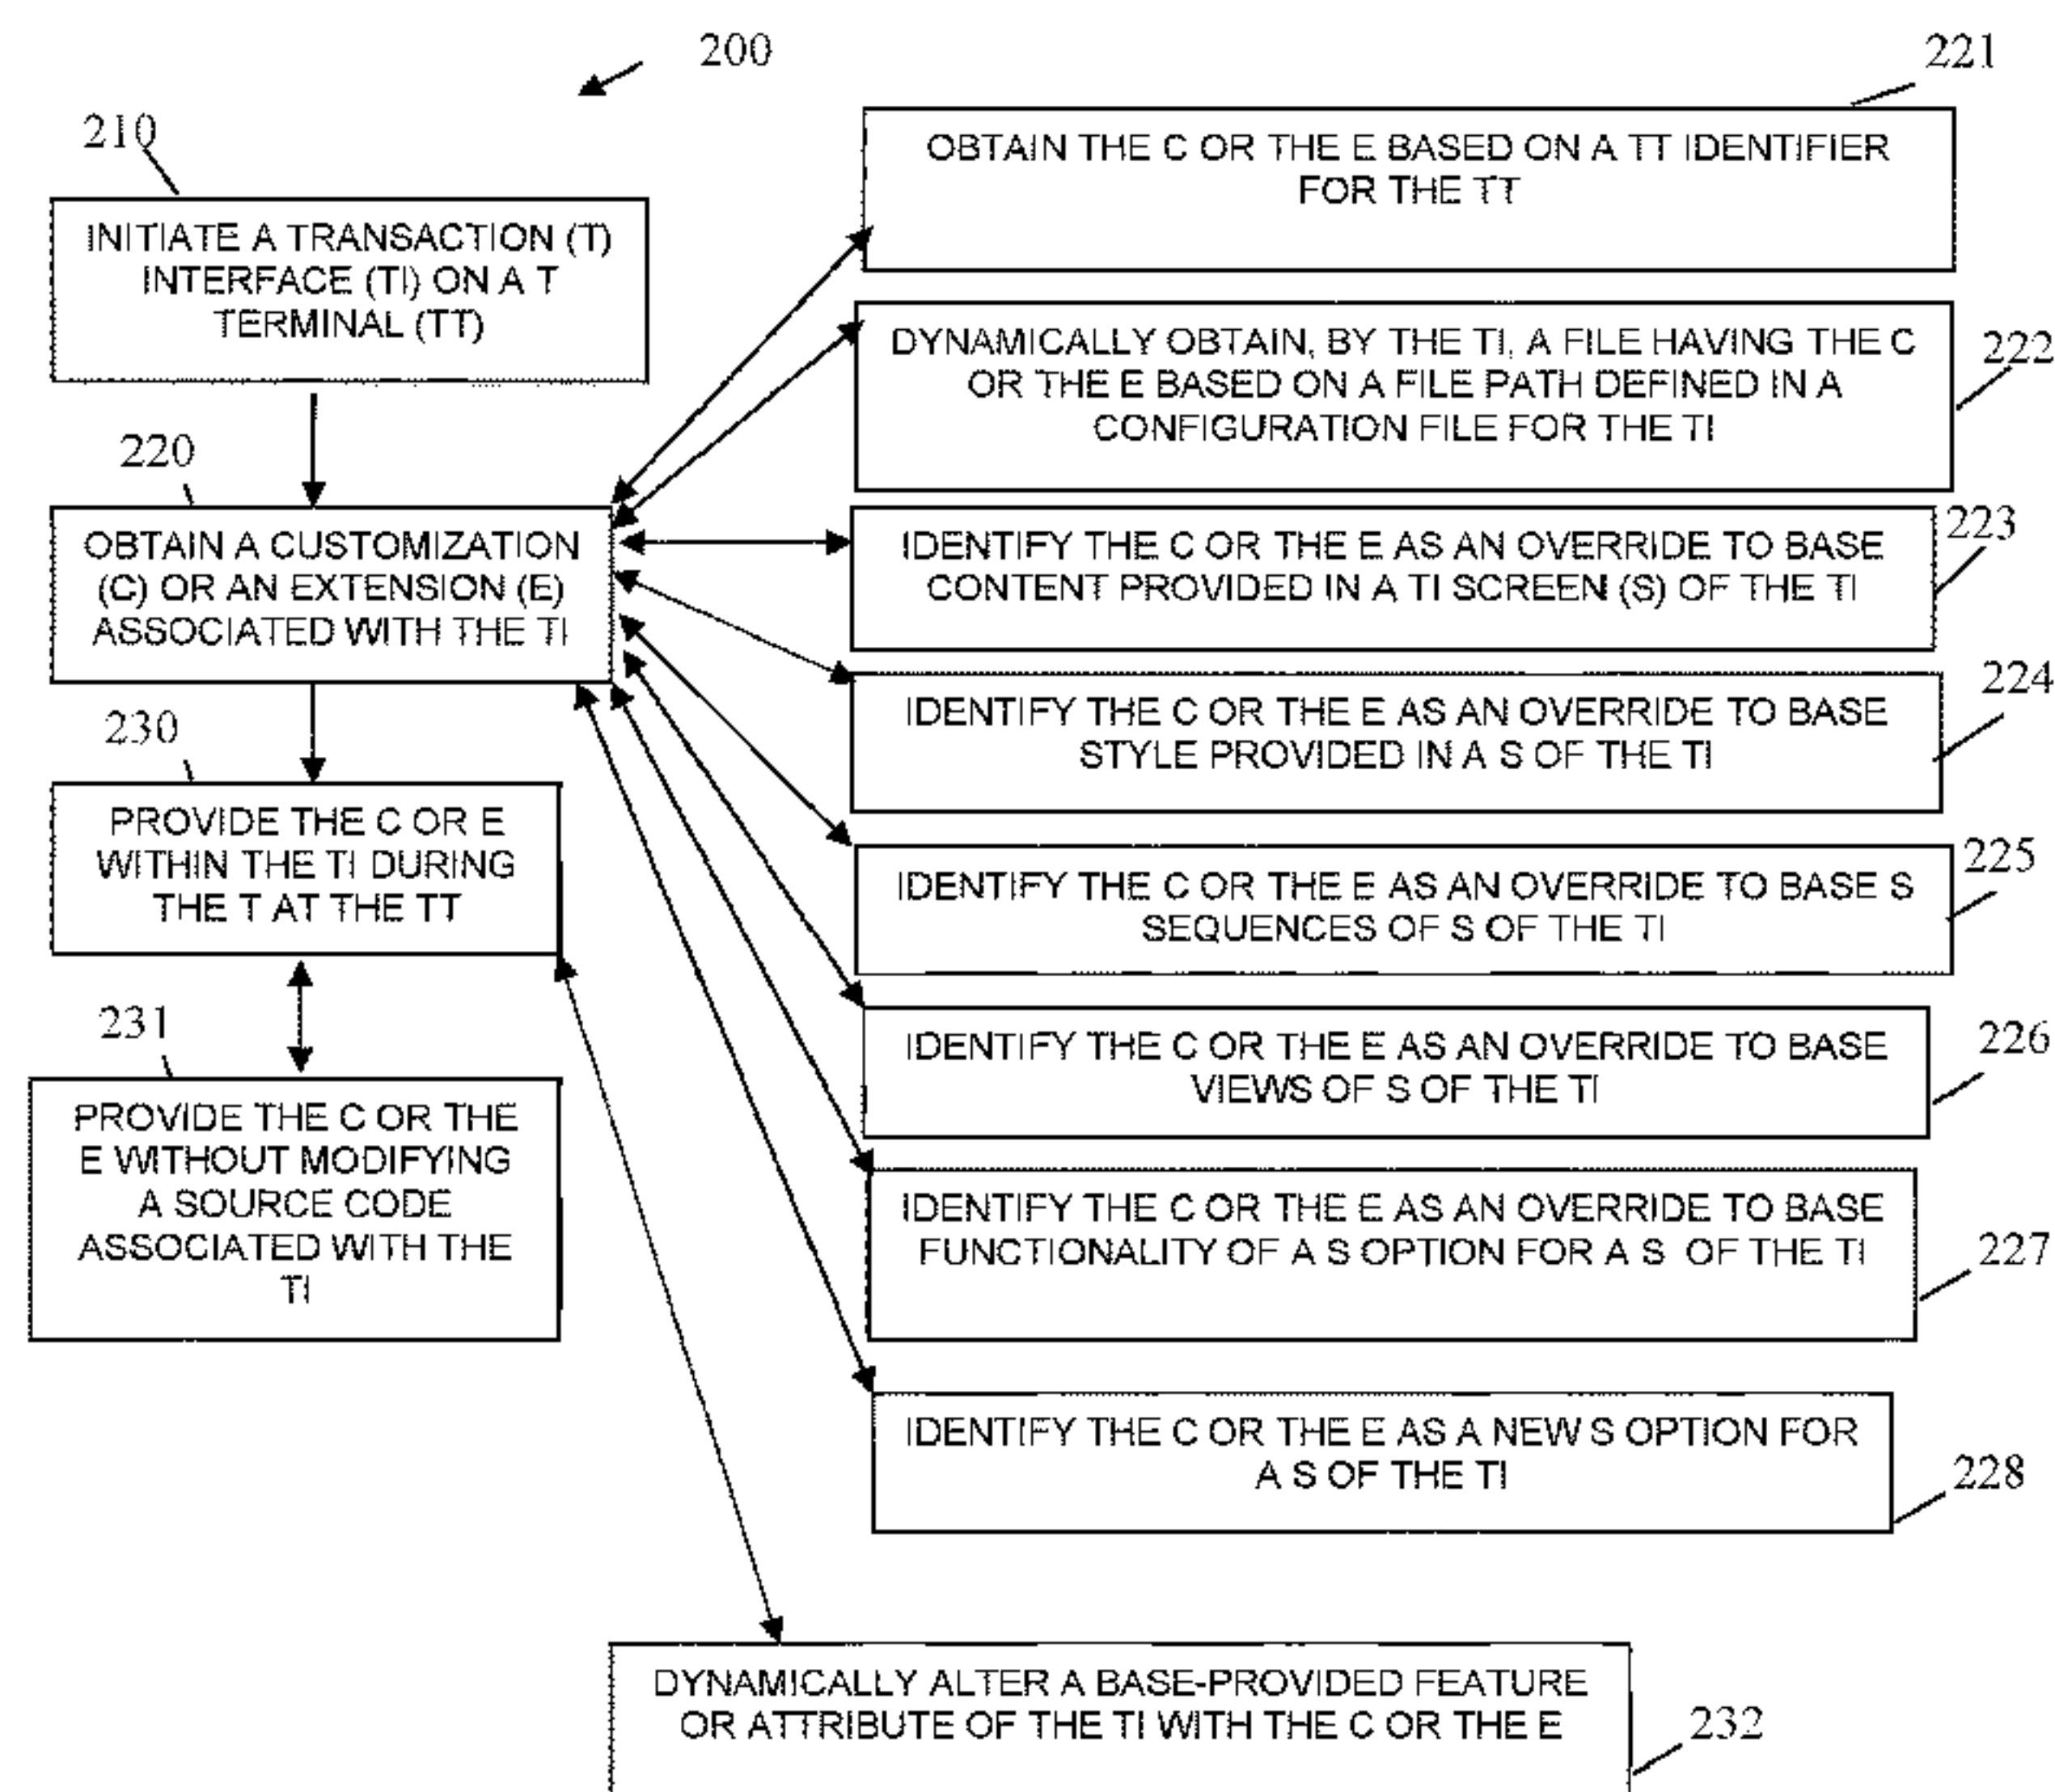 200
210
INITIATE A TRANSACTION (T)
INTERFACE (TI) ON A T
TERMINAL (TT)
220
OBTAIN A CUSTOMIZATION
(C) OR AN EXTENSION (E)
ASSOCIATED WITH THE TI
230
PROVIDE THE C OR E
WITHIN THE TI DURING
THE T AT THE TT
231
PROVIDE THE C OR THE
E WITHOUT MODIFYING
A SOURCE CODE
ASSOCIATED WITH THE
TI
221
OBTAIN THE C OR THE E BASED ON A TT IDENTIFIER
FOR THE TT
222
DYNAMICALLY OBTAIN, BY THE TI, A FILE HAVING THE C
OR THE E BASED ON A FILE PATH DEFINED IN A
CONFIGURATION FILE FOR THE TI
223
IDENTIFY THE C OR THE E AS AN OVERRIDE TO BASE
CONTENT PROVIDED IN A TI SCREEN (S) OF THE TI
224
IDENTIFY THE C OR THE E AS AN OVERRIDE TO BASE
STYLE PROVIDED IN A S OF THE TI
225
IDENTIFY THE C OR THE E AS AN OVERRIDE TO BASE S
SEQUENCES OF S OF THE TI
226
IDENTIFY THE C OR THE E AS AN OVERRIDE TO BASE
VIEWS OF S OF THE TI
227
IDENTIFY THE C OR THE E AS AN OVERRIDE TO BASE
FUNCTIONALITY OF A S OPTION FOR A S OF THE TI
228
IDENTIFY THE C OR THE E AS A NEW S OPTION FOR
A S OF THE TI
232
DYNAMICALLY ALTER A BASE-PROVIDED FEATURE
OR ATTRIBUTE OF THE TI WITH THE C OR THE E